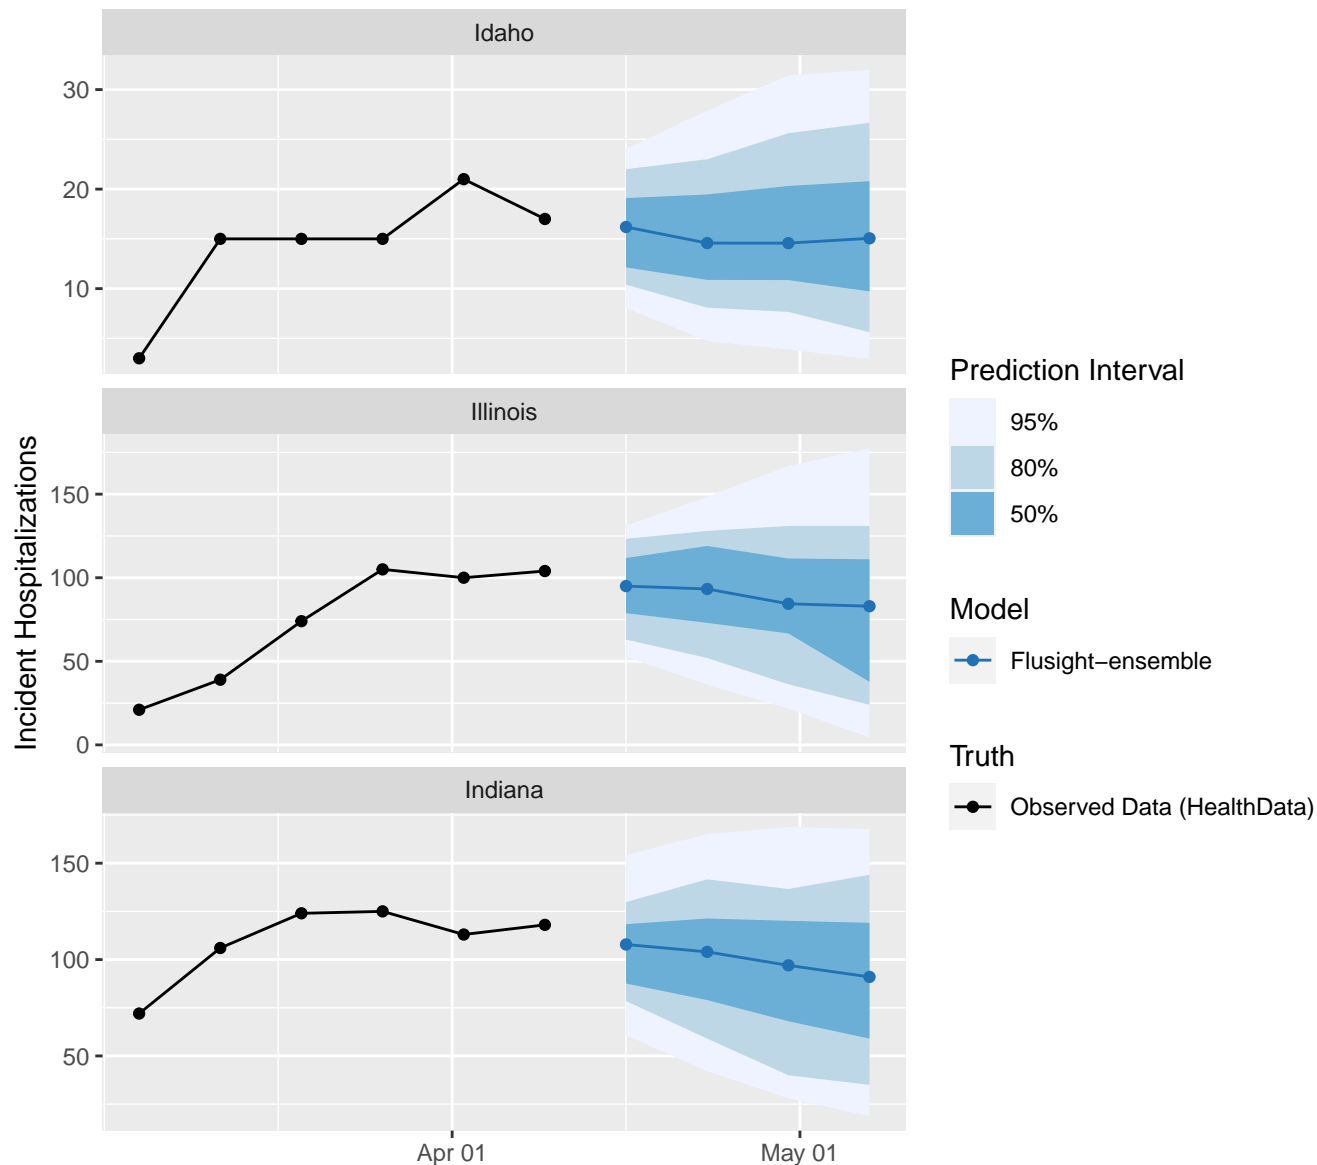 Idaho
30
20
10
Illinois
150
100
50
0
Indiana
150
100
50
Apr 01
May 01
Incident Hospitalizations
Prediction Interval
95%
80%
50%
Model
Flusight−ensemble
Truth
Observed Data (HealthData)